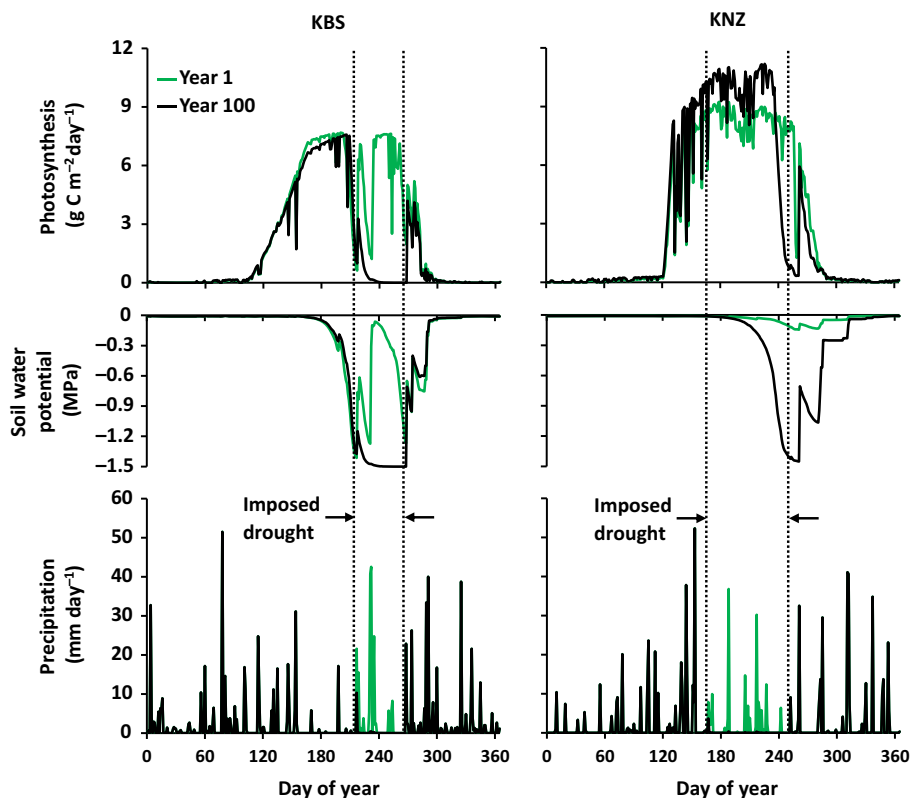 KBS
KNZ
Photosynthesis
(g C m⁻² day⁻¹)
12
9
6
3
0
Year 1
Year 100
Soil water
potential
(MPa)
0
−0.3
−0.6
−0.9
−1.2
−1.5
Precipitation
(mm day⁻¹)
60
50
40
30
20
10
0
Imposed
drought
Imposed
drought
0 60 120 180 240 300 360
0 60 120 180 240 300 360
Day of year
Day of year